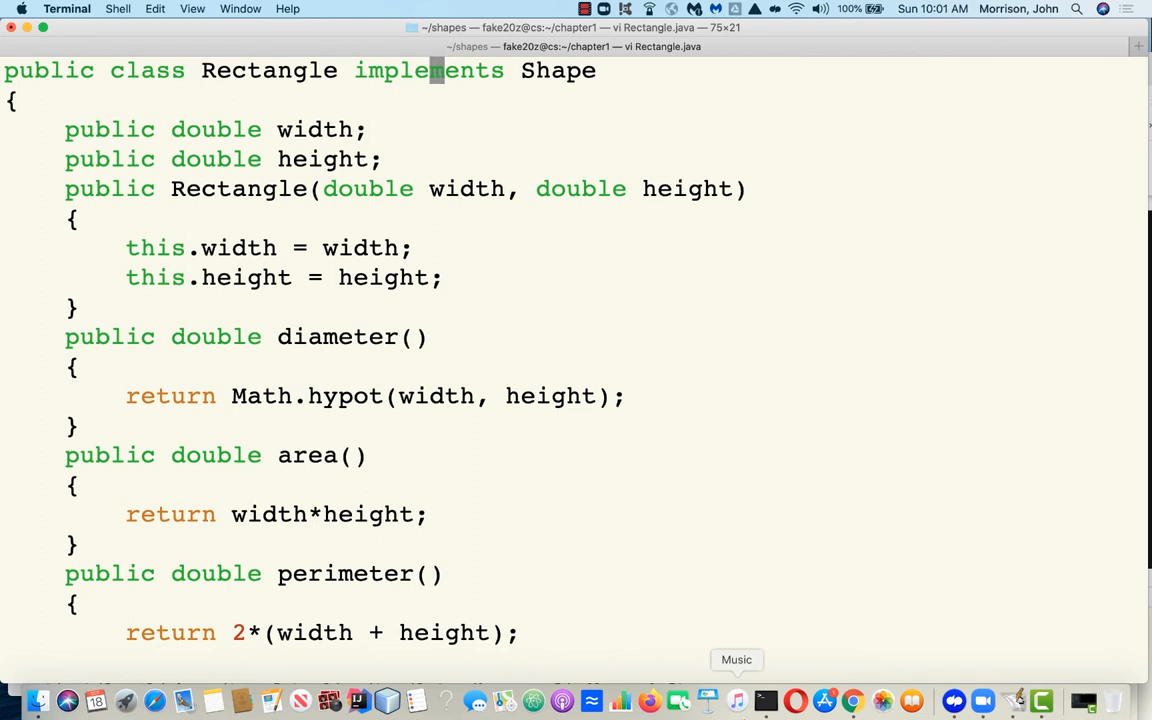 Terminal Shell Edit View Window Help 100% Sun 10:01 AM Morrison, John
~/shapes — fake20z@cs:~/chapter1 — vi Rectangle.java — 75×21
~/shapes — fake20z@cs:~/chapter1 — vi Rectangle.java
public class Rectangle implements Shape
{
public double width;
public double height;
public Rectangle(double width, double height)
{
this.width = width;
this.height = height;
}
public double diameter()
{
return Math.hypot(width, height);
}
public double area()
{
return width*height;
}
public double perimeter()
{
return 2*(width + height);
Music
18